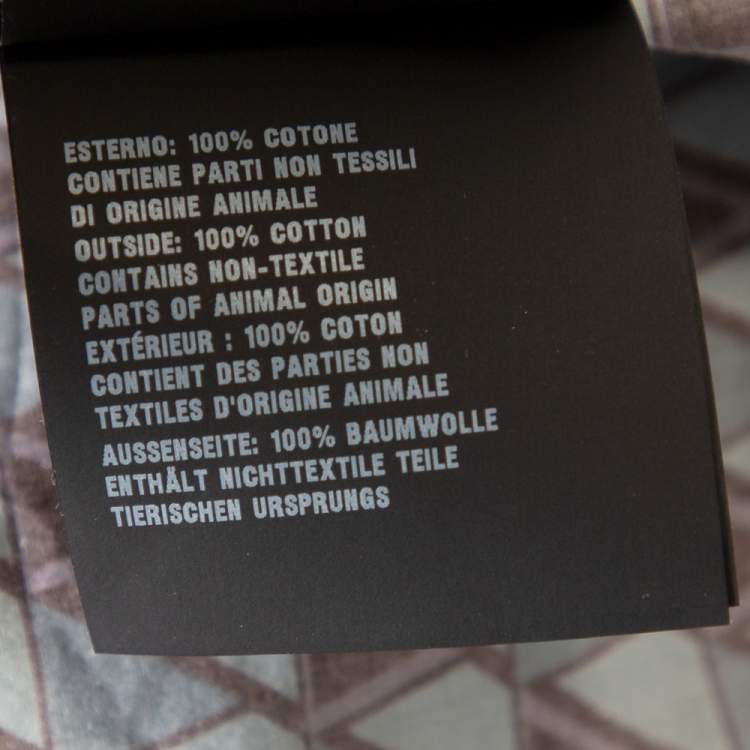 ESTERNO: 100% COTONE
CONTIENE PARTI NON TESSILI
DI ORIGINE ANIMALE
OUTSIDE: 100% COTTON
CONTAINS NON-TEXTILE
PARTS OF ANIMAL ORIGIN
EXTÉRIEUR : 100% COTON
CONTIENT DES PARTIES NON
TEXTILES D'ORIGINE ANIMALE
AUSSENSEITE: 100% BAUMWOLLE
ENTHÄLT NICHTTEXTILE TEILE
TIERISCHEN URSPRUNGS